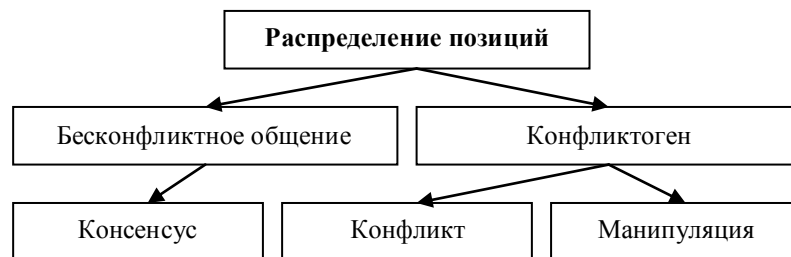 Распределение позиций
Бесконфликтное общение
Конфликтоген
Консенсус
Конфликт
Манипуляция